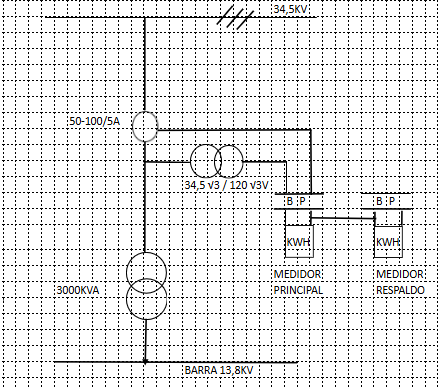 34,5KV
50-100/5A
34,5 √3 / 120 √3V
B P
B P
KWH
KWH
MEDIDOR
PRINCIPAL
MEDIDOR
RESPALDO
3000KVA
BARRA 13,8KV